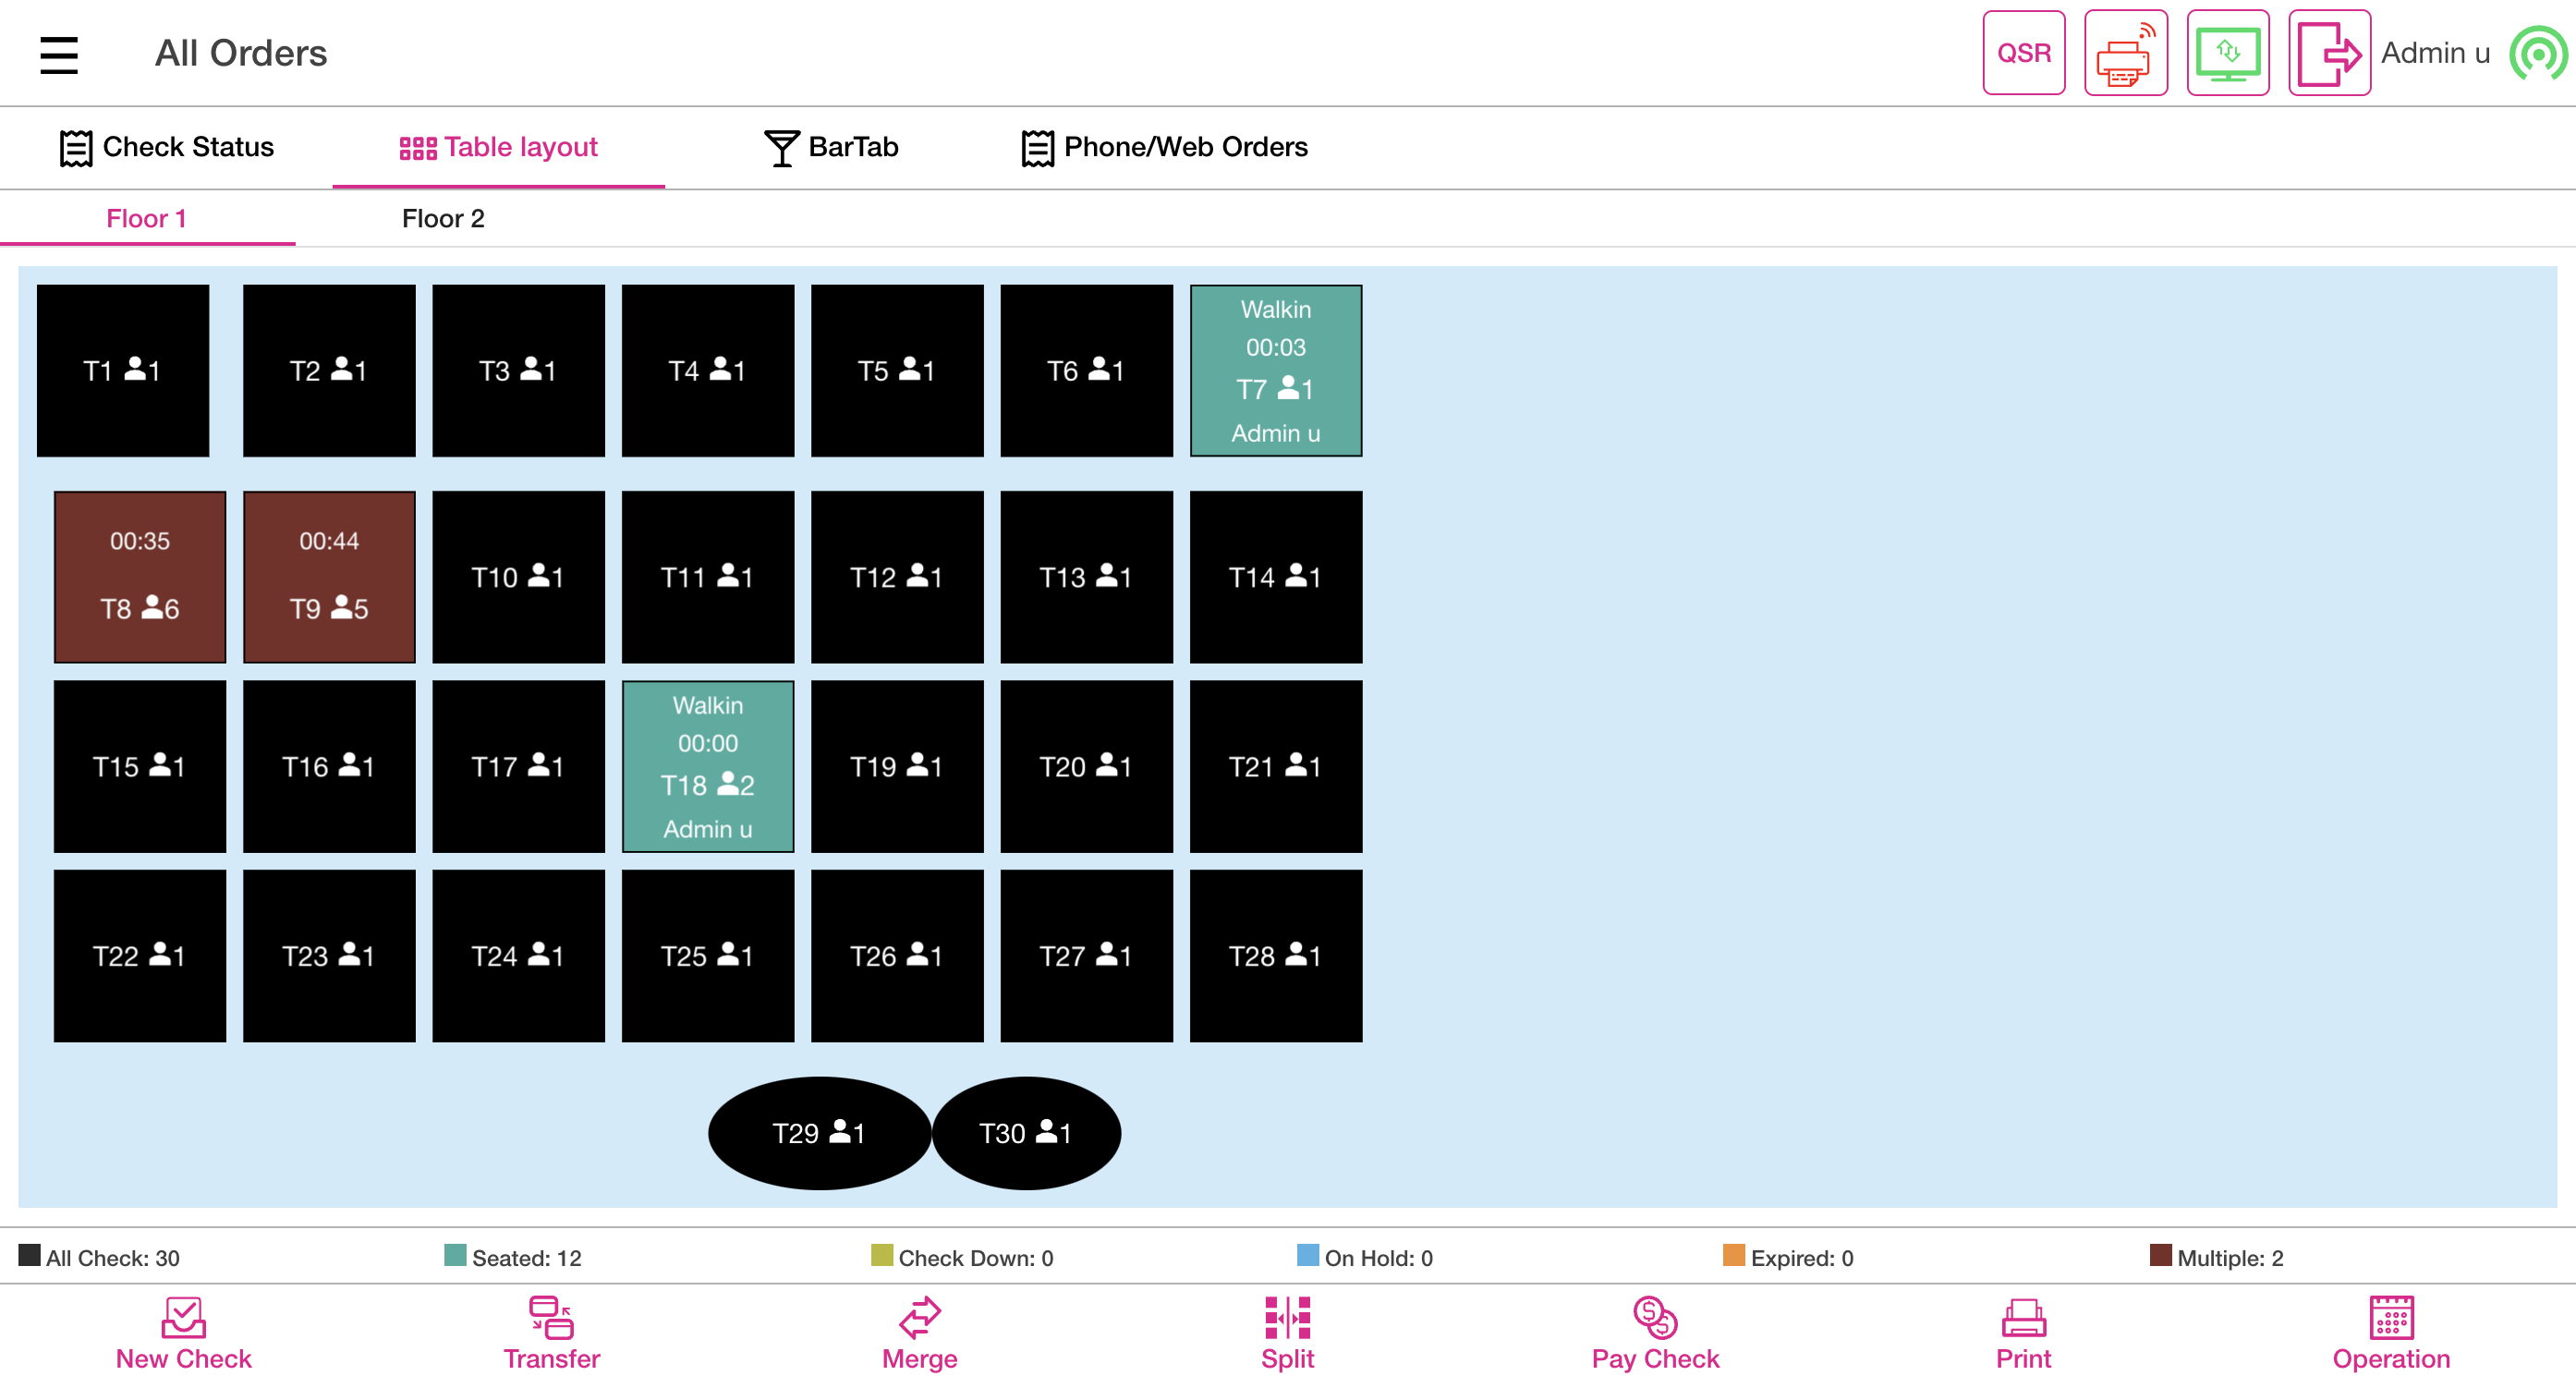 All Orders
QSR
Admin u
Check Status
Table layout
BarTab
Phone/Web Orders
Floor 1
Floor 2
T1 1
T2 1
T3 1
T4 1
T5 1
T6 1
Walkin
00:03
T7 1
Admin u
00:35
T8 6
00:44
T9 5
T10 1
T11 1
T12 1
T13 1
T14 1
T15 1
T16 1
T17 1
Walkin
00:00
T18 2
Admin u
T19 1
T20 1
T21 1
T22 1
T23 1
T24 1
T25 1
T26 1
T27 1
T28 1
T29 1
T30 1
All Check: 30
Seated: 12
Check Down: 0
On Hold: 0
Expired: 0
Multiple: 2
New Check
Transfer
Merge
Split
Pay Check
Print
Operation